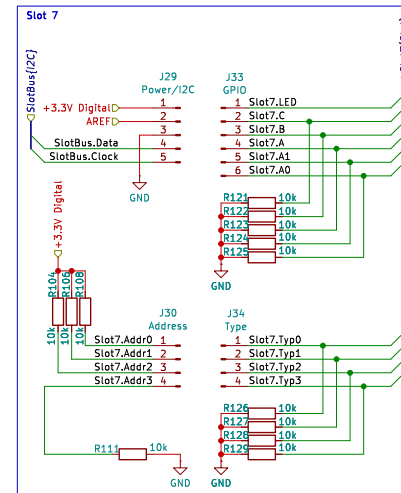 Slot 7
SlotBus{I2C}
J29
Power/I2C
+3.3V Digital 1
AREF 2
3
SlotBus.Data 4
SlotBus.Clock 5
GND
J33
GPIO
1 Slot7.LED
2 Slot7.C
3 Slot7.B
4 Slot7.A
5 Slot7.A1
6 Slot7.A0
R121 10k
R122 10k
R123 10k
R124 10k
R125 10k
GND
+3.3V Digital
R104 10k
R106 10k
R108 10k
J30
Address
Slot7.Addr0 1
Slot7.Addr1 2
Slot7.Addr2 3
Slot7.Addr3 4
R111 10k
GND
J34
Type
1 Slot7.Typ0
2 Slot7.Typ1
3 Slot7.Typ2
4 Slot7.Typ3
R126 10k
R127 10k
R128 10k
R129 10k
GND